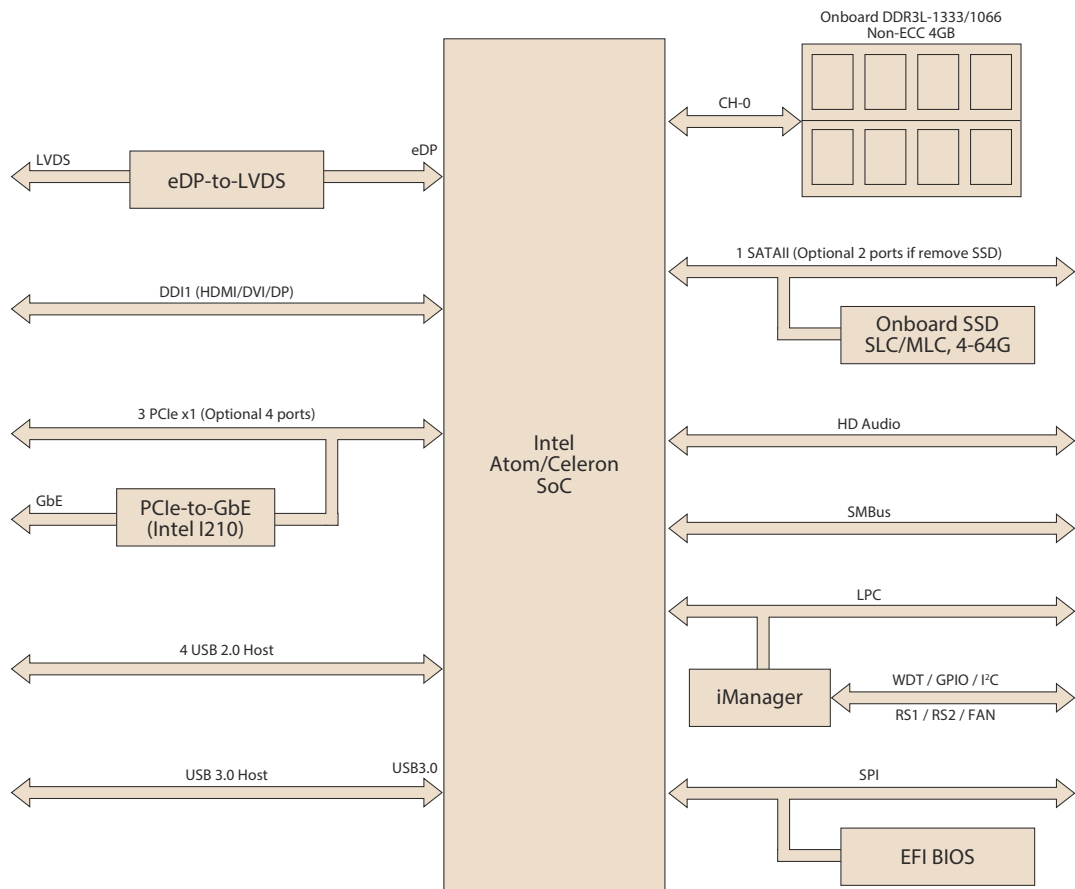 Onboard DDR3L-1333/1066
Non-ECC 4GB
CH-0
LVDS
eDP-to-LVDS
eDP
1 SATAII (Optional 2 ports if remove SSD)
DDI1 (HDMI/DVI/DP)
Onboard SSD
SLC/MLC, 4-64G
3 PCIe x1 (Optional 4 ports)
HD Audio
Intel
Atom/Celeron
SoC
GbE
PCIe-to-GbE
(Intel I210)
SMBus
LPC
4 USB 2.0 Host
iManager
WDT / GPIO / I²C
RS1 / RS2 / FAN
USB 3.0 Host
USB3.0
SPI
EFI BIOS